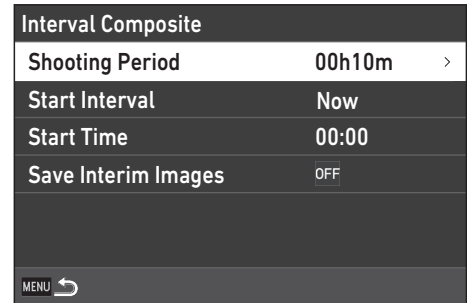 Interval Composite
Shooting Period 00h10m >
Start Interval Now
Start Time 00:00
Save Interim Images OFF
MENU